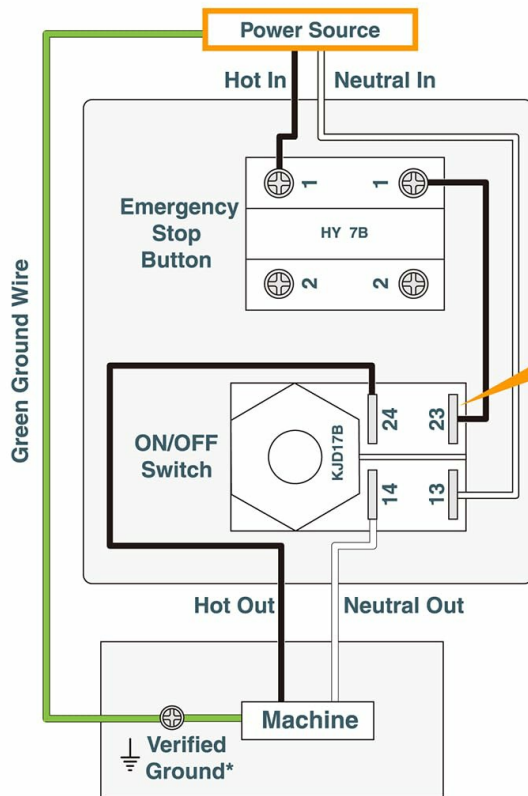 Power Source
Hot In
Neutral In
Emergency
Stop
Button
1
1
HY 7B
2
2
Green Ground Wire
ON/OFF
Switch
KJD17B
24
23
14
13
Hot Out
Neutral Out
Machine
Verified
Ground*